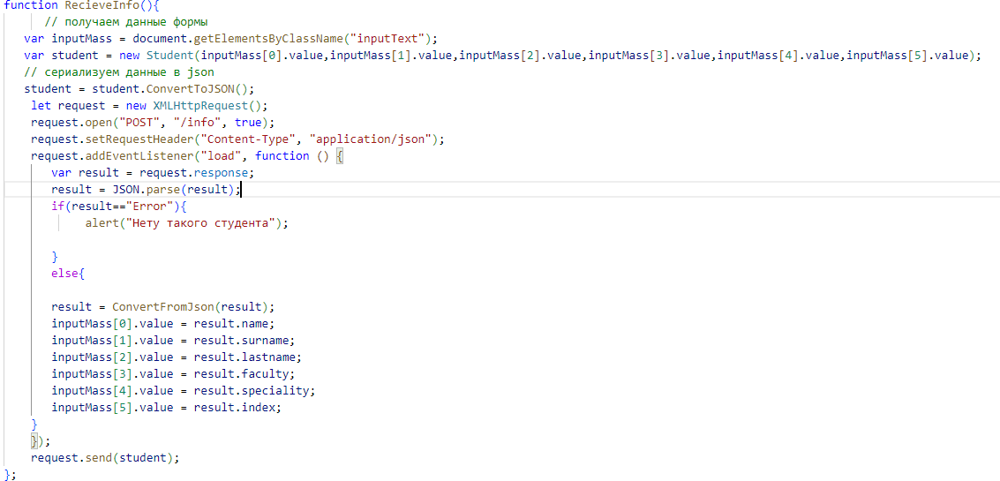 function RecieveInfo(){
// получаем данные формы
var inputMass = document.getElementsByClassName("inputText");
var student = new Student(inputMass[0].value,inputMass[1].value,inputMass[2].value,inputMass[3].value,inputMass[4].value,inputMass[5].value);
// сериализуем данные в json
student = student.ConvertToJSON();
let request = new XMLHttpRequest();
request.open("POST", "/info", true);
request.setRequestHeader("Content-Type", "application/json");
request.addEventListener("load", function () {
var result = request.response;
result = JSON.parse(result);
if(result=="Error"){
alert("Нету такого студента");
}
else{
result = ConvertFromJson(result);
inputMass[0].value = result.name;
inputMass[1].value = result.surname;
inputMass[2].value = result.lastname;
inputMass[3].value = result.faculty;
inputMass[4].value = result.speciality;
inputMass[5].value = result.index;
}
});
request.send(student);
};